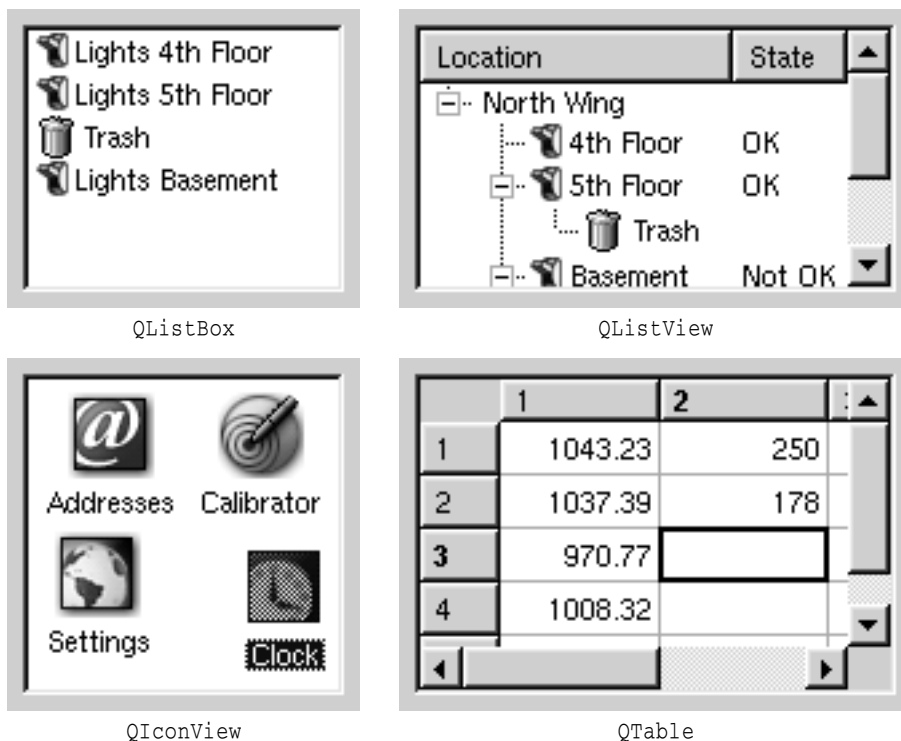 Lights 4th Floor
Lights 5th Floor
Trash
Lights Basement
QListBox
Location State
North Wing
4th Floor OK
5th Floor OK
Trash
Basement Not OK
QListView
Addresses Calibrator
Settings Clock
QIconView
1 2
1 1043.23 250
2 1037.39 178
3 970.77
4 1008.32
QTable